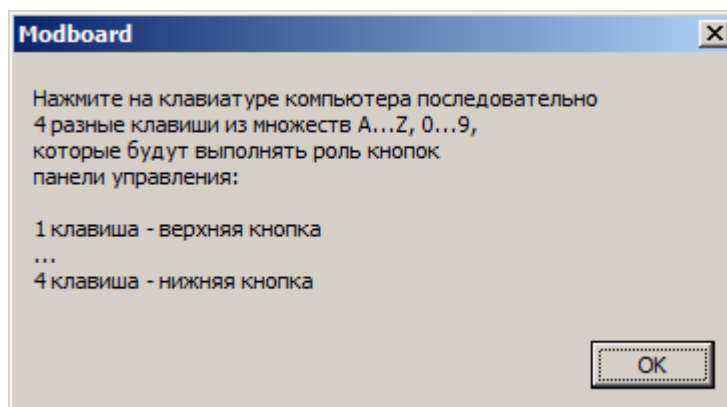 Modboard
Нажмите на клавиатуре компьютера последовательно
4 разные клавиши из множеств A...Z, 0...9,
которые будут выполнять роль кнопок
панели управления:
1 клавиша - верхняя кнопка
...
4 клавиша - нижняя кнопка
OK